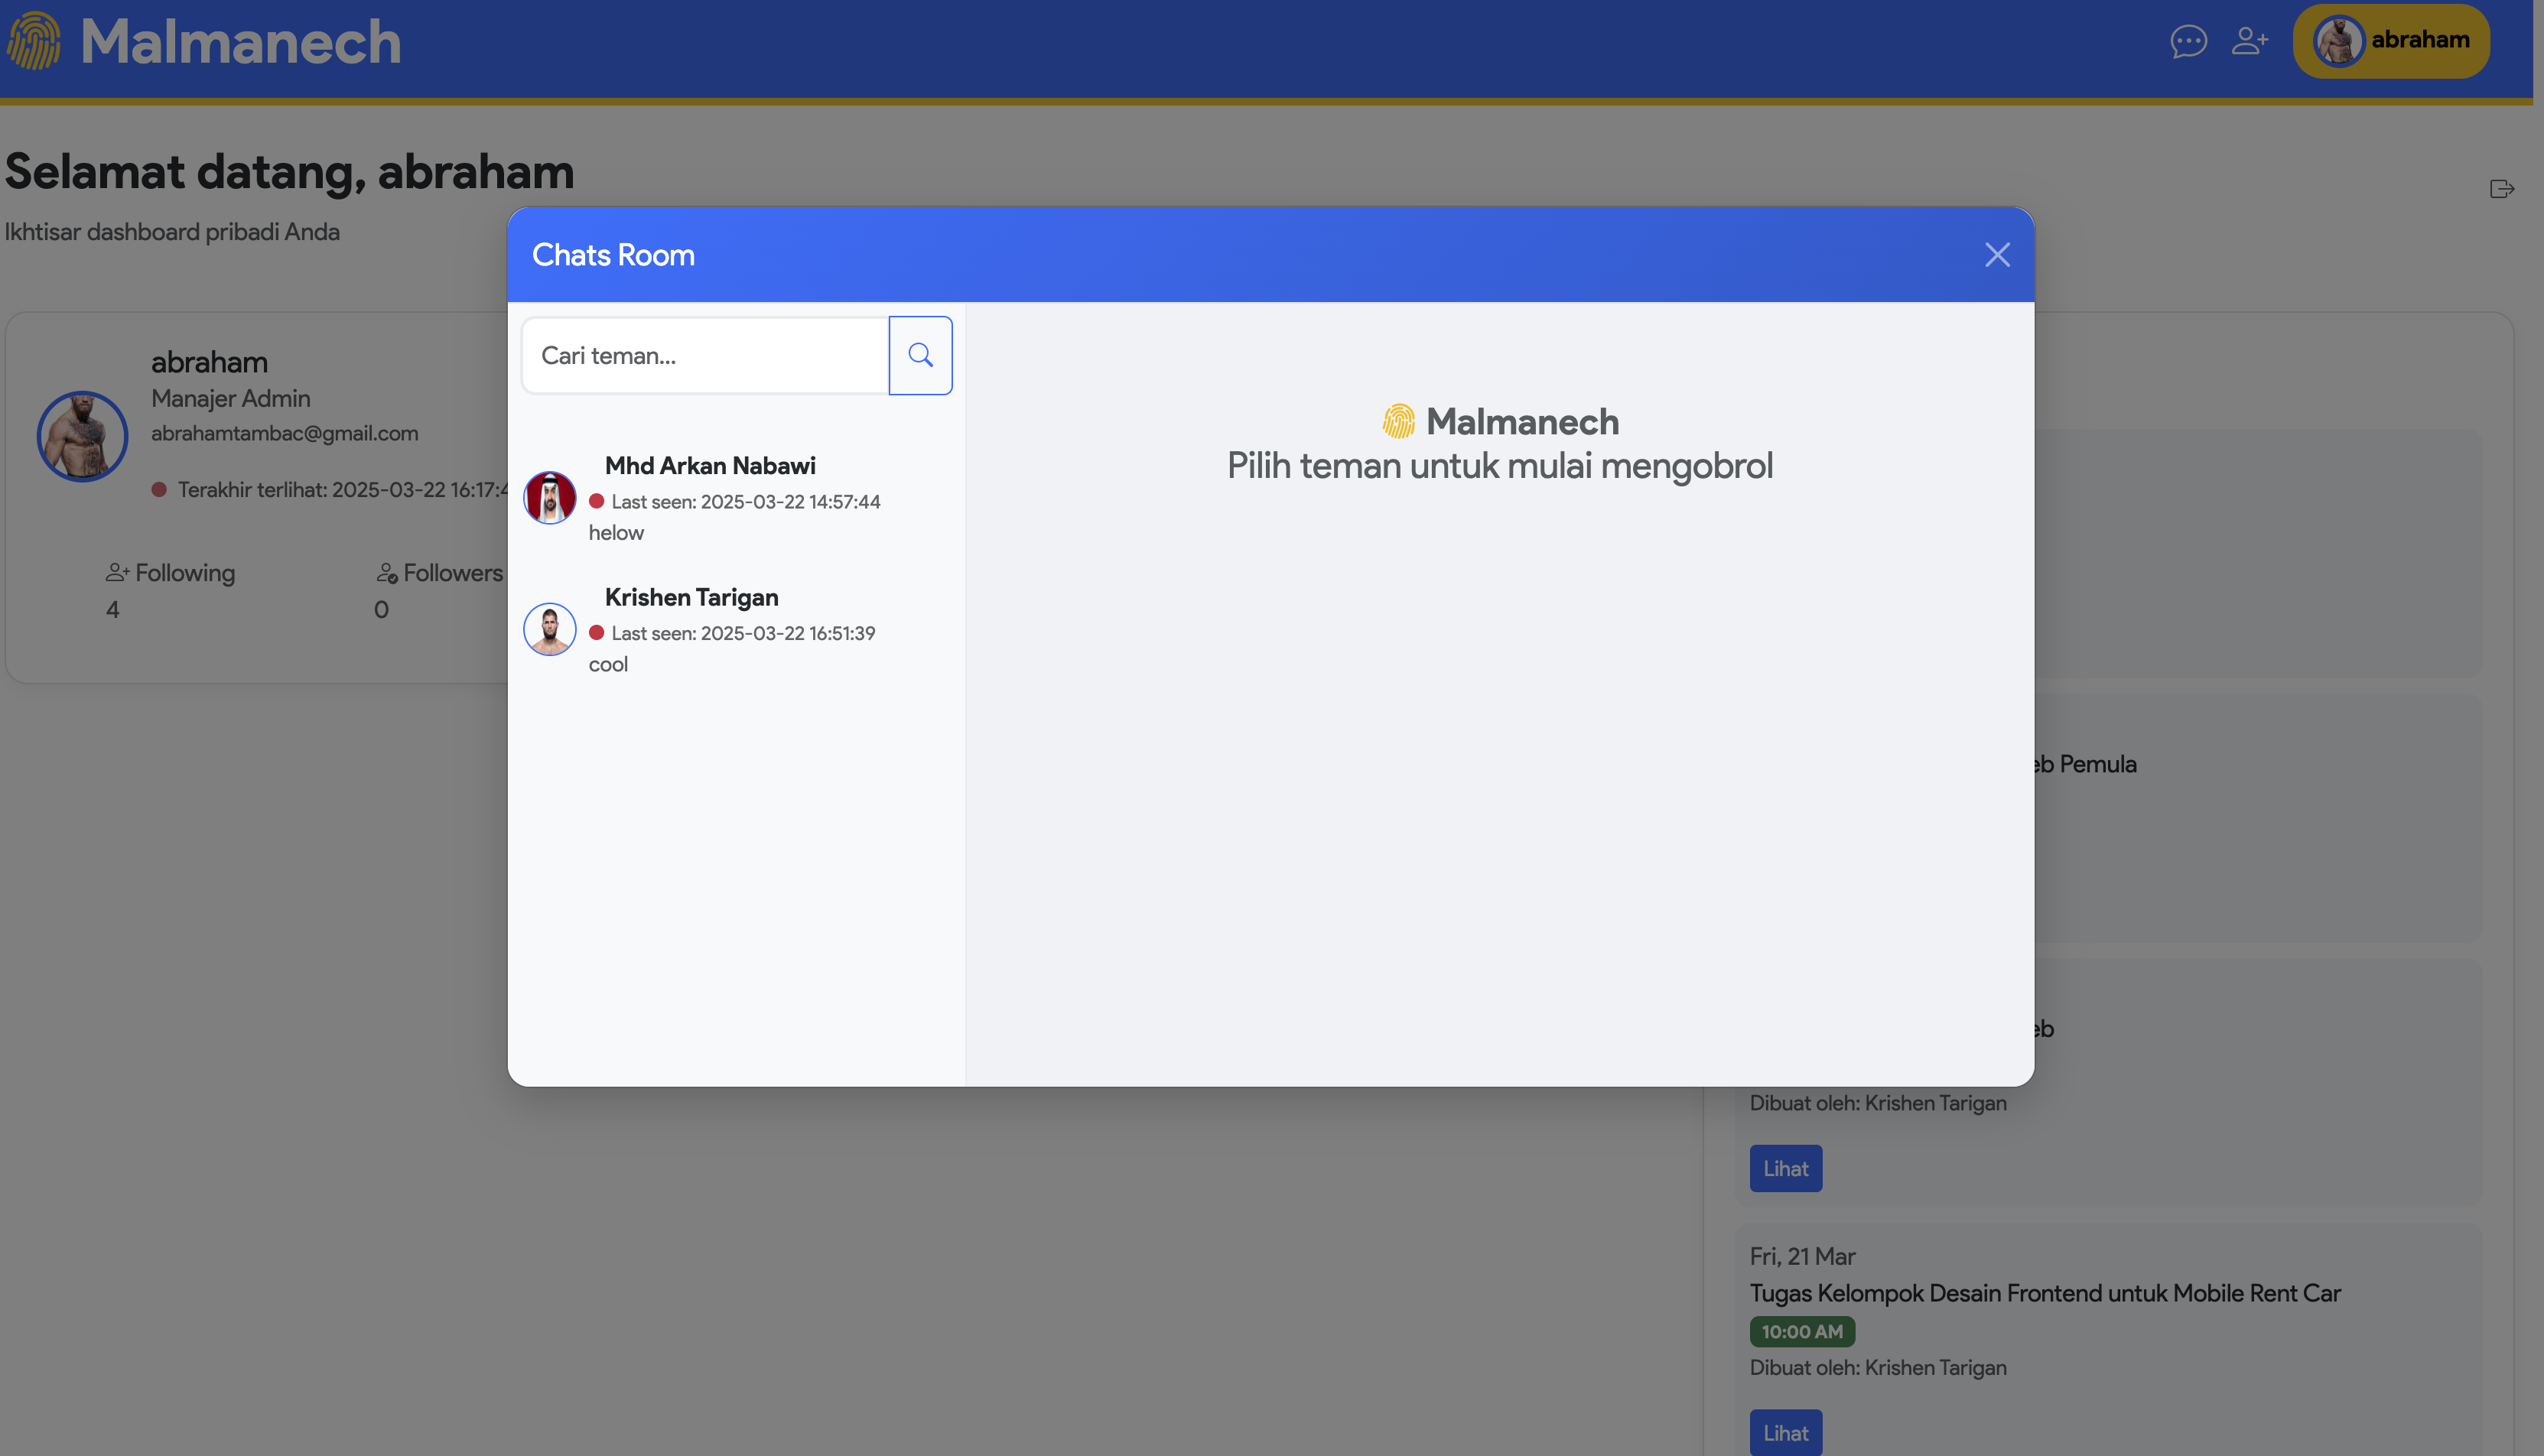 Malmanech
abraham
Selamat datang, abraham
Ikhtisar dashboard pribadi Anda
abraham
Manajer Admin
abrahamtambac@gmail.com
Terakhir terlihat: 2025-03-22 16:17:4
Following
4
Followers
0
Chats Room
Cari teman...
Mhd Arkan Nabawi
Last seen: 2025-03-22 14:57:44
helow
Krishen Tarigan
Last seen: 2025-03-22 16:51:39
cool
Malmanech
Pilih teman untuk mulai mengobrol
eb Pemula
eb
Dibuat oleh: Krishen Tarigan
Lihat
Fri, 21 Mar
Tugas Kelompok Desain Frontend untuk Mobile Rent Car
10:00 AM
Dibuat oleh: Krishen Tarigan
Lihat